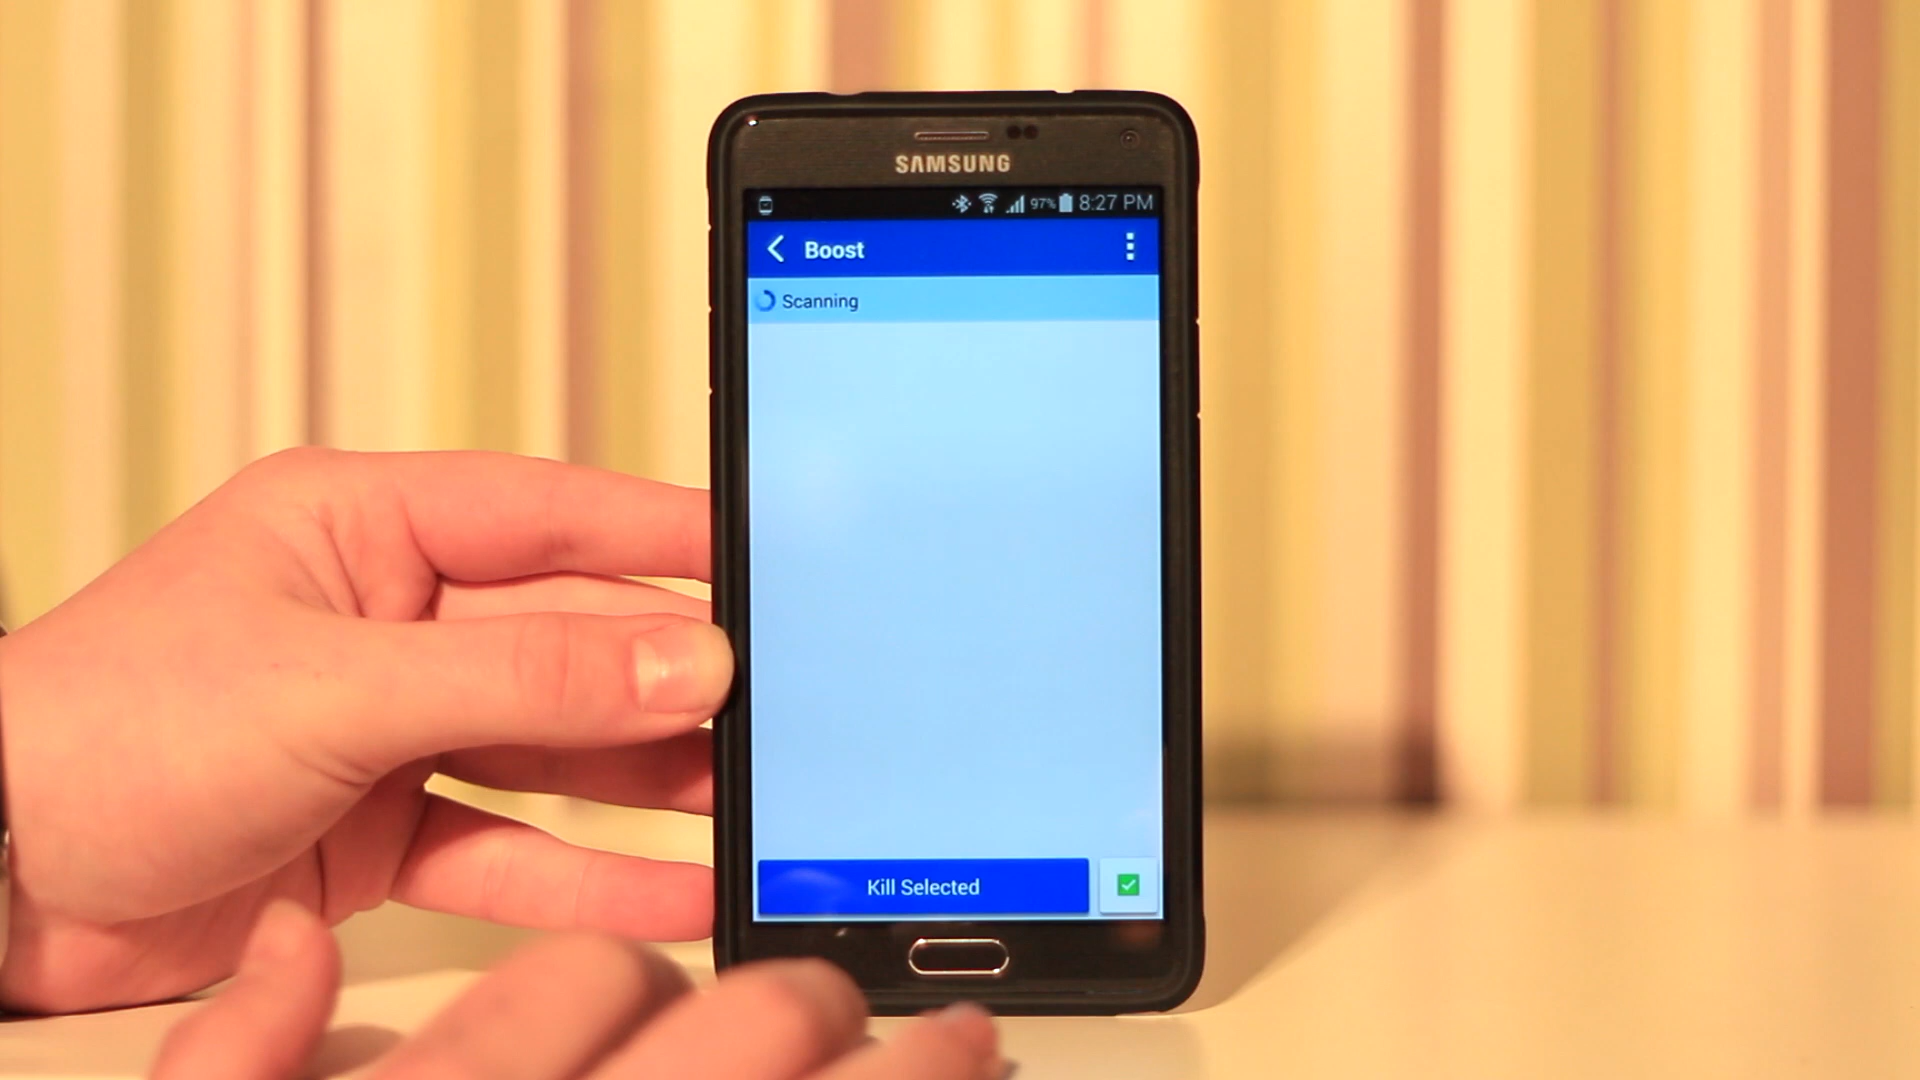 SAMSUNG
97% 8:27 PM
Boost
Scanning
Kill Selected